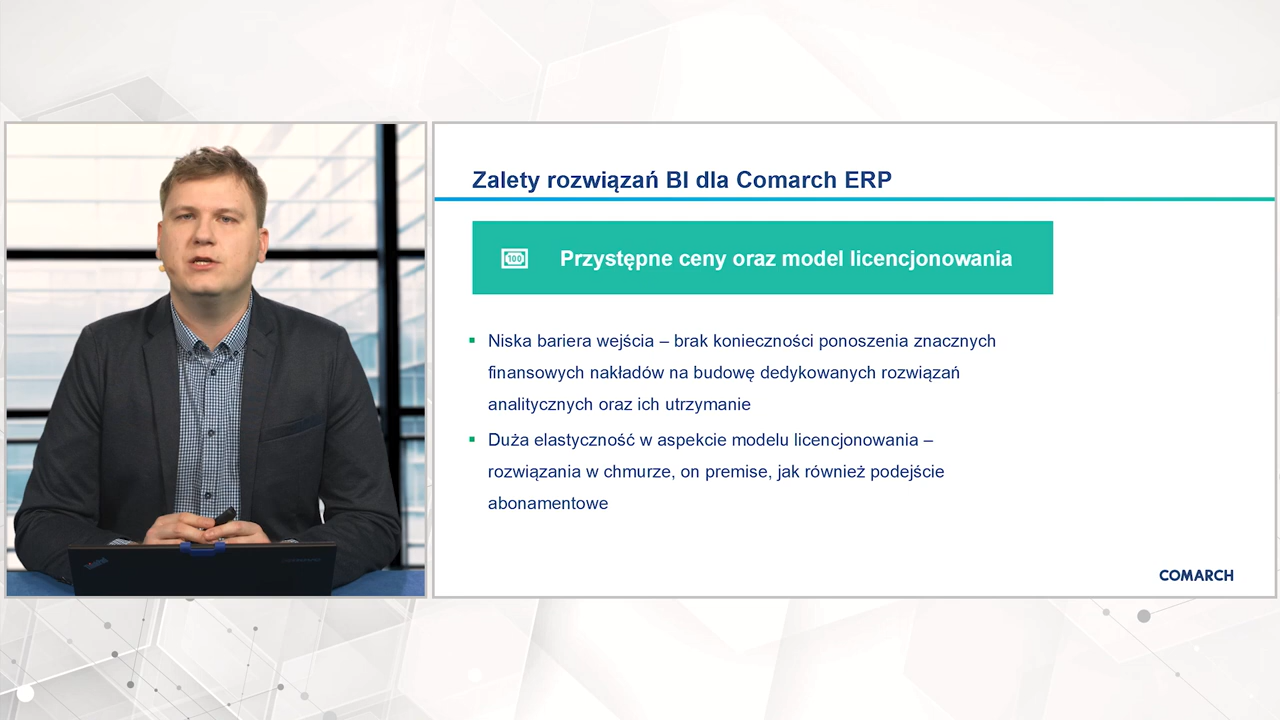 Zalety rozwiązań BI dla Comarch ERP
100
Przystępne ceny oraz model licencjonowania
Niska bariera wejścia – brak konieczności ponoszenia znacznych
finansowych nakładów na budowę dedykowanych rozwiązań
analitycznych oraz ich utrzymanie
Duża elastyczność w aspekcie modelu licencjonowania –
rozwiązania w chmurze, on premise, jak również podejście
abonamentowe
COMARCH